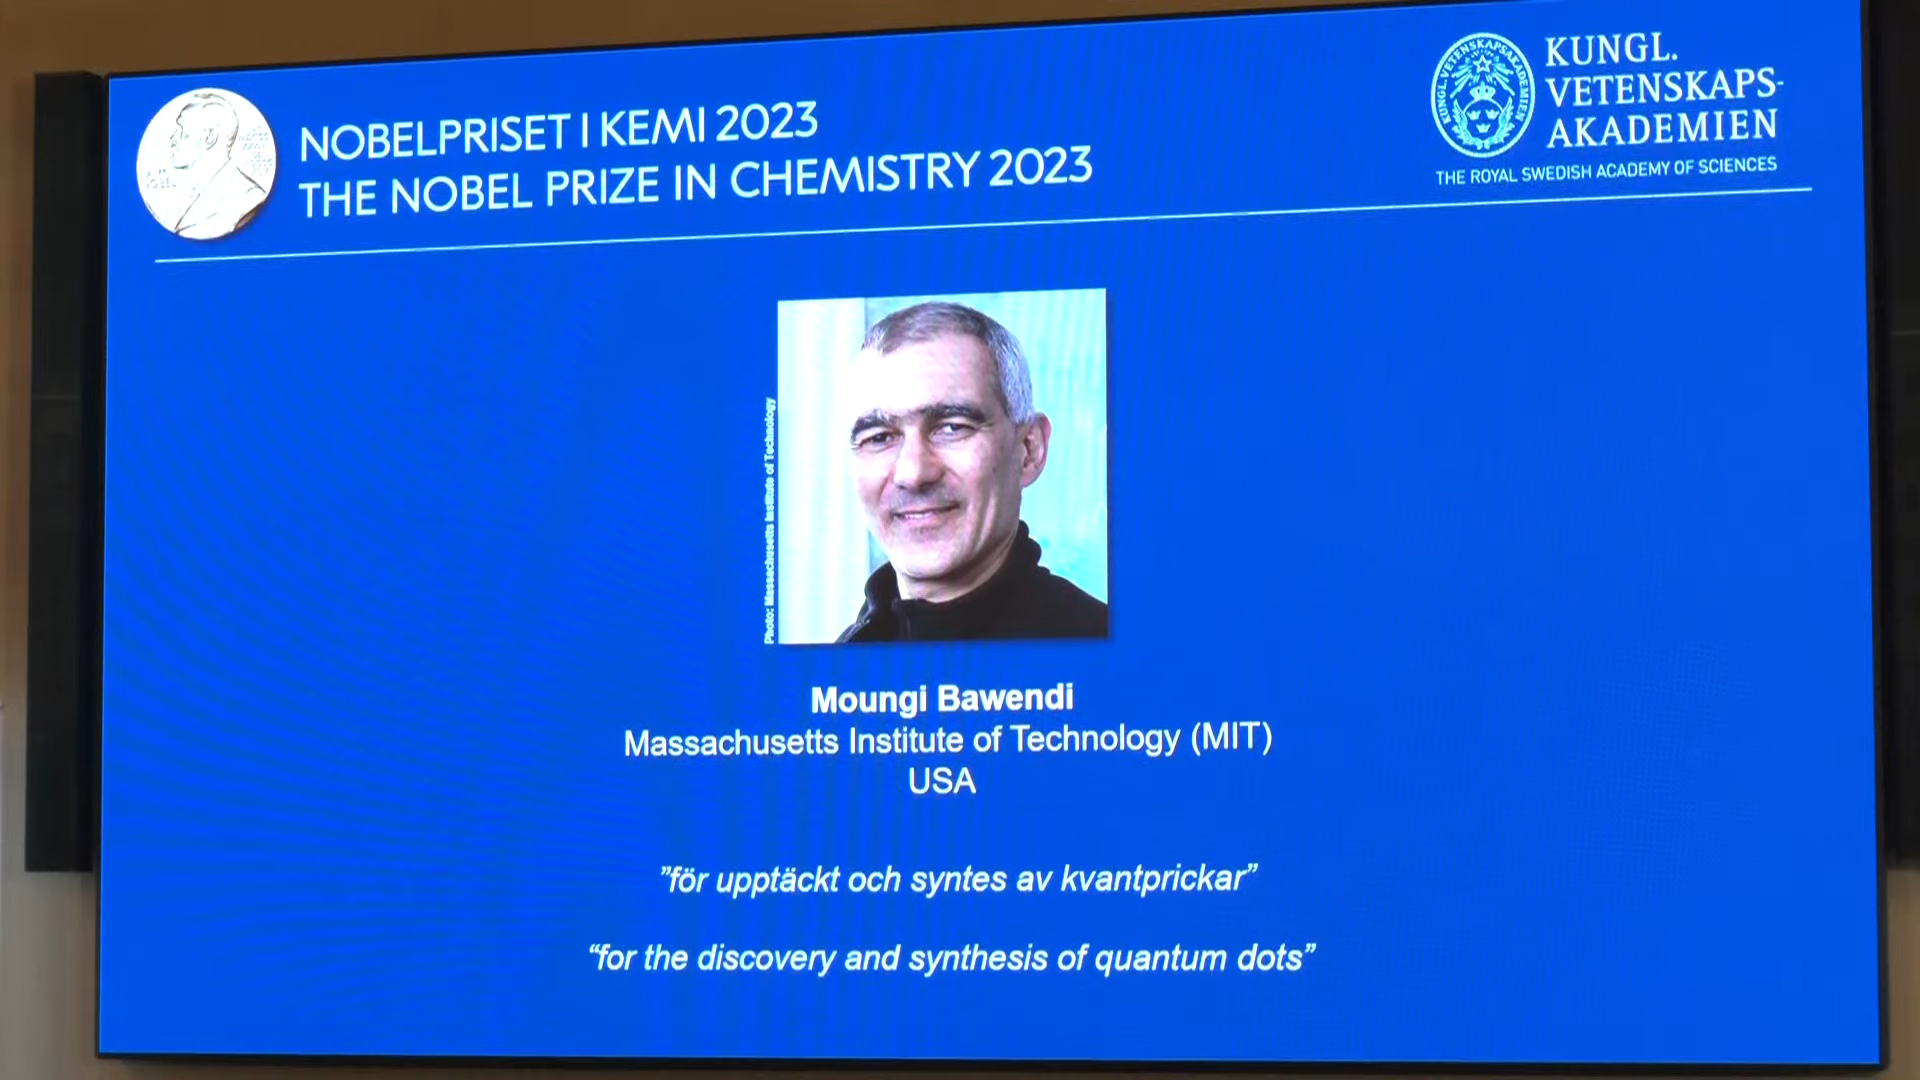 NOBELPRISET I KEMI 2023
THE NOBEL PRIZE IN CHEMISTRY 2023
KUNGL.
VETENSKAPS-
AKADEMIEN
THE ROYAL SWEDISH ACADEMY OF SCIENCES
KUNGL. VETENSKAPSAKADEMIEN
Photo: Massachusetts Institute of Technology
Moungi Bawendi
Massachusetts Institute of Technology (MIT)
USA
”för upptäckt och syntes av kvantprickar”
“for the discovery and synthesis of quantum dots”